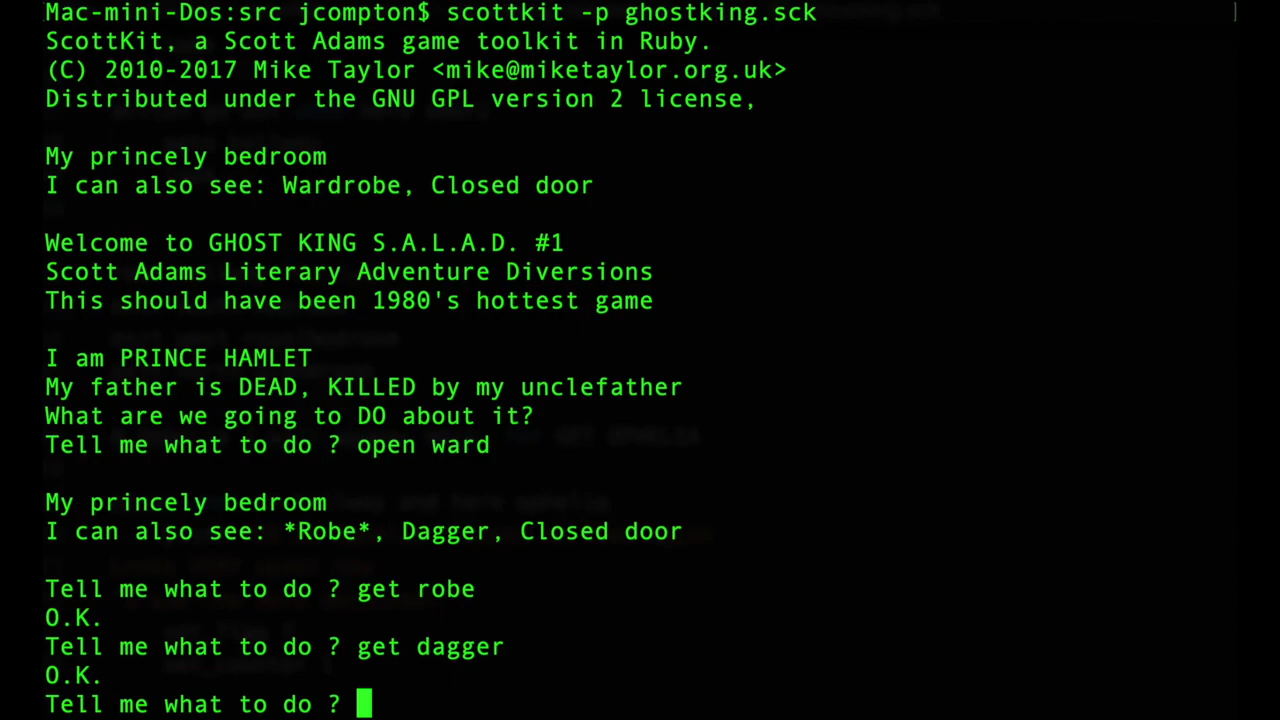 Mac-mini-Dos:src jcompton$ scottkit -p ghostking.sck
ScottKit, a Scott Adams game toolkit in Ruby.
(C) 2010-2017 Mike Taylor <mike@miketaylor.org.uk>
Distributed under the GNU GPL version 2 license,
My princely bedroom
I can also see: Wardrobe, Closed door
Welcome to GHOST KING S.A.L.A.D. #1
Scott Adams Literary Adventure Diversions
This should have been 1980's hottest game
I am PRINCE HAMLET
My father is DEAD, KILLED by my unclefather
What are we going to DO about it?
Tell me what to do ? open ward
My princely bedroom
I can also see: *Robe*, Dagger, Closed door
Tell me what to do ? get robe
O.K.
Tell me what to do ? get dagger
O.K.
Tell me what to do ?